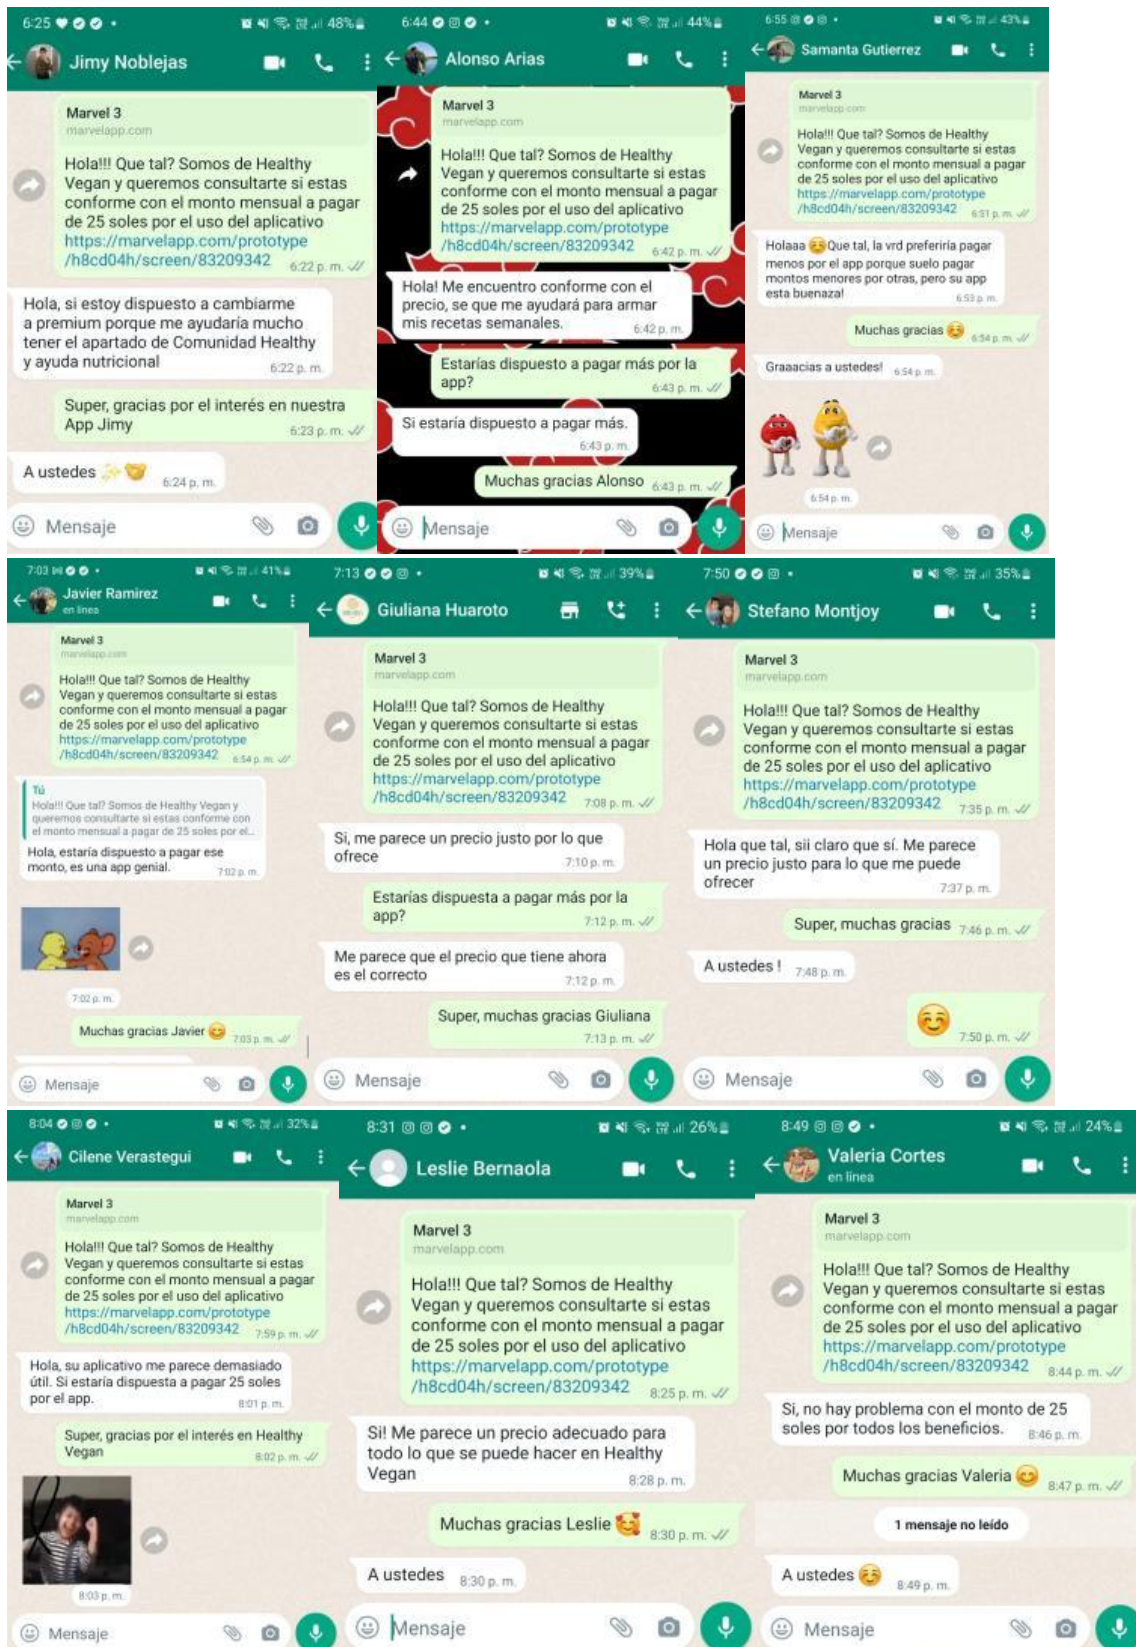 6:25
48%
Jimy Noblejas
Marvel 3
marvelapp.com
Hola!!! Que tal? Somos de Healthy
Vegan y queremos consultarte si estas
conforme con el monto mensual a pagar
de 25 soles por el uso del aplicativo
https://marvelapp.com/prototype
/h8cd04h/screen/83209342 6:22 p. m.
Hola, si estoy dispuesto a cambiarme
a premium porque me ayudaría mucho
tener el apartado de Comunidad Healthy
y ayuda nutricional 6:22 p. m.
Super, gracias por el interés en nuestra
App Jimy 6:23 p. m.
A ustedes 6:24 p. m.
Mensaje
6:44
44%
Alonso Arias
Marvel 3
marvelapp.com
Hola!!! Que tal? Somos de Healthy
Vegan y queremos consultarte si estas
conforme con el monto mensual a pagar
de 25 soles por el uso del aplicativo
https://marvelapp.com/prototype
/h8cd04h/screen/83209342 6:42 p. m.
Hola! Me encuentro conforme con el
precio, se que me ayudará para armar
mis recetas semanales. 6:42 p. m.
Estarías dispuesto a pagar más por la
app? 6:43 p. m.
Si estaría dispuesto a pagar más.
6:43 p. m.
Muchas gracias Alonso 6:43 p. m.
Mensaje
6:55
43%
Samanta Gutierrez
Marvel 3
marvelapp.com
Hola!!! Que tal? Somos de Healthy
Vegan y queremos consultarte si estas
conforme con el monto mensual a pagar
de 25 soles por el uso del aplicativo
https://marvelapp.com/prototype
/h8cd04h/screen/83209342 6:51 p. m.
Holaaa 😊Que tal, la vrd preferiría pagar
menos por el app porque suelo pagar
montos menores por otras, pero su app
esta buenaza! 6:53 p. m.
Muchas gracias 😊 6:54 p. m.
Graaacias a ustedes! 6:54 p. m.
6:54 p. m.
Mensaje
7:03
41%
Javier Ramirez
en línea
Marvel 3
marvelapp.com
Hola!!! Que tal? Somos de Healthy
Vegan y queremos consultarte si estas
conforme con el monto mensual a pagar
de 25 soles por el uso del aplicativo
https://marvelapp.com/prototype
/h8cd04h/screen/83209342 6:54 p. m.
Tú
Hola!!! Que tal? Somos de Healthy Vegan y
queremos consultarte si estas conforme con
el monto mensual a pagar de 25 soles por el...
Hola, estaría dispuesto a pagar ese
monto, es una app genial. 7:02 p. m.
7:02 p. m.
Muchas gracias Javier 😊 7:03 p. m.
Mensaje
7:13
39%
Giuliana Huaroto
Marvel 3
marvelapp.com
Hola!!! Que tal? Somos de Healthy
Vegan y queremos consultarte si estas
conforme con el monto mensual a pagar
de 25 soles por el uso del aplicativo
https://marvelapp.com/prototype
/h8cd04h/screen/83209342 7:08 p. m.
Si, me parece un precio justo por lo que
ofrece 7:10 p. m.
Estarías dispuesta a pagar más por la
app? 7:12 p. m.
Me parece que el precio que tiene ahora
es el correcto 7:12 p. m.
Super, muchas gracias Giuliana
7:13 p. m.
Mensaje
7:50
35%
Stefano Montjoy
Marvel 3
marvelapp.com
Hola!!! Que tal? Somos de Healthy
Vegan y queremos consultarte si estas
conforme con el monto mensual a pagar
de 25 soles por el uso del aplicativo
https://marvelapp.com/prototype
/h8cd04h/screen/83209342 7:35 p. m.
Hola que tal, sii claro que sí. Me parece
un precio justo para lo que me puede
ofrecer 7:37 p. m.
Super, muchas gracias 7:46 p. m.
A ustedes ! 7:48 p. m.
😊 7:50 p. m.
Mensaje
8:04
32%
Cilene Verastegui
Marvel 3
marvelapp.com
Hola!!! Que tal? Somos de Healthy
Vegan y queremos consultarte si estas
conforme con el monto mensual a pagar
de 25 soles por el uso del aplicativo
https://marvelapp.com/prototype
/h8cd04h/screen/83209342 7:59 p. m.
Hola, su aplicativo me parece demasiado
útil. Si estaría dispuesta a pagar 25 soles
por el app. 8:01 p. m.
Super, gracias por el interés en Healthy
Vegan 8:02 p. m.
8:03 p. m.
Mensaje
8:31
26%
Leslie Bernaola
Marvel 3
marvelapp.com
Hola!!! Que tal? Somos de Healthy
Vegan y queremos consultarte si estas
conforme con el monto mensual a pagar
de 25 soles por el uso del aplicativo
https://marvelapp.com/prototype
/h8cd04h/screen/83209342 8:25 p. m.
Si! Me parece un precio adecuado para
todo lo que se puede hacer en Healthy
Vegan 8:28 p. m.
Muchas gracias Leslie 🥰 8:30 p. m.
A ustedes 8:30 p. m.
Mensaje
8:49
24%
Valeria Cortes
en línea
Marvel 3
marvelapp.com
Hola!!! Que tal? Somos de Healthy
Vegan y queremos consultarte si estas
conforme con el monto mensual a pagar
de 25 soles por el uso del aplicativo
https://marvelapp.com/prototype
/h8cd04h/screen/83209342 8:44 p. m.
Si, no hay problema con el monto de 25
soles por todos los beneficios. 8:46 p. m.
Muchas gracias Valeria 😊 8:47 p. m.
1 mensaje no leído
A ustedes ☺️ 8:49 p. m.
Mensaje